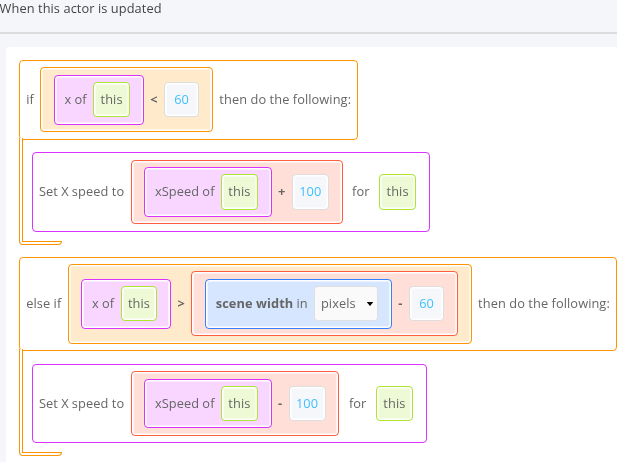 When this actor is updated
if x of this < 60 then do the following:
Set X speed to xSpeed of this + 100 for this
else if x of this > scene width in pixels - 60 then do the following:
Set X speed to xSpeed of this - 100 for this